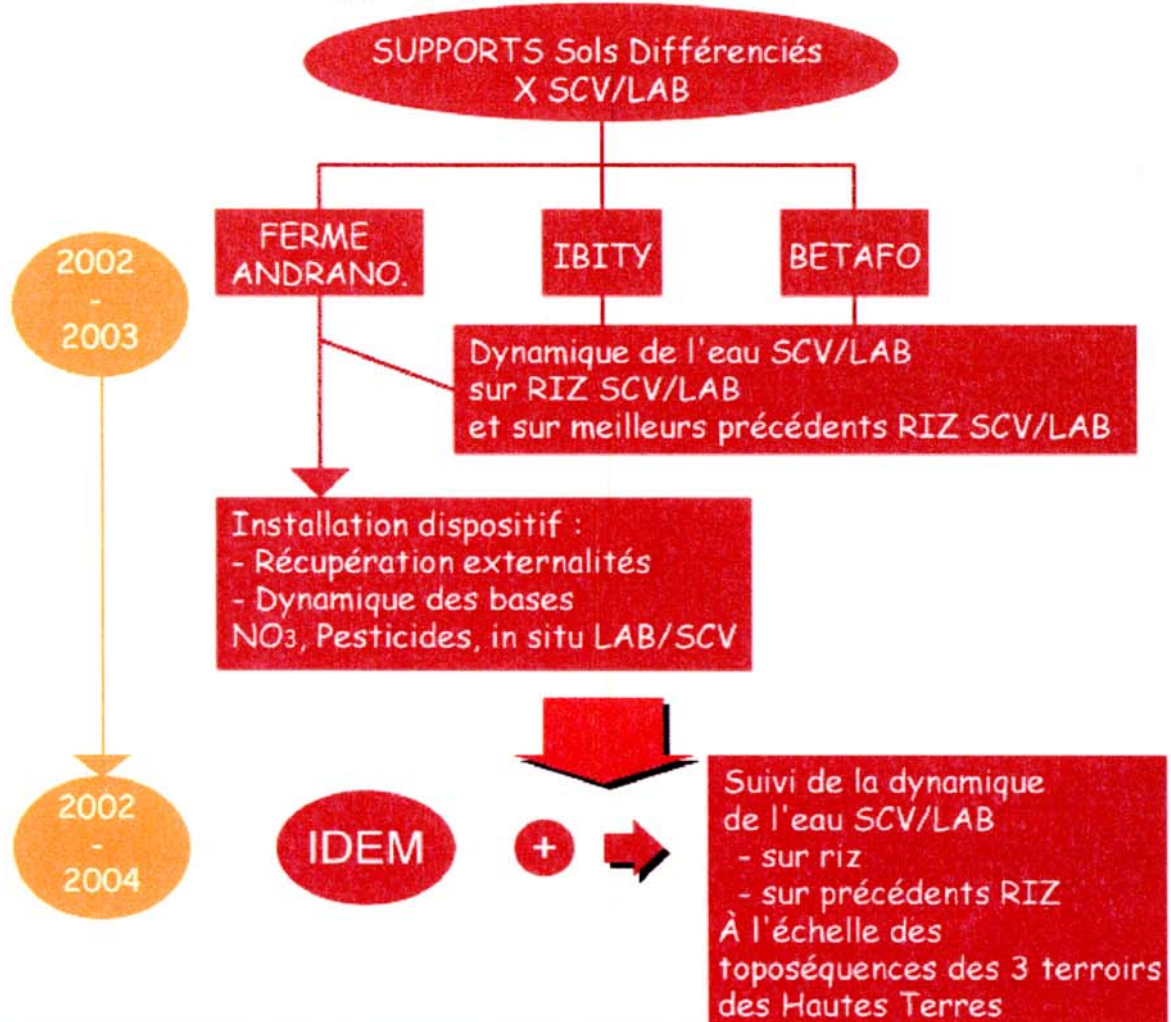 SUPPORTS Sols Différenciés
X SCV/LAB
FERME
ANDRANO.
IBITY
BETAFO
2002
-
2003
Dynamique de l'eau SCV/LAB
sur RIZ SCV/LAB
et sur meilleurs précédents RIZ SCV/LAB
Installation dispositif :
- Récupération externalités
- Dynamique des bases
NO3, Pesticides, in situ LAB/SCV
2002
-
2004
IDEM
+
Suivi de la dynamique
de l'eau SCV/LAB
- sur riz
- sur précédents RIZ
À l'échelle des
toposéquences des 3 terroirs
des Hautes Terres